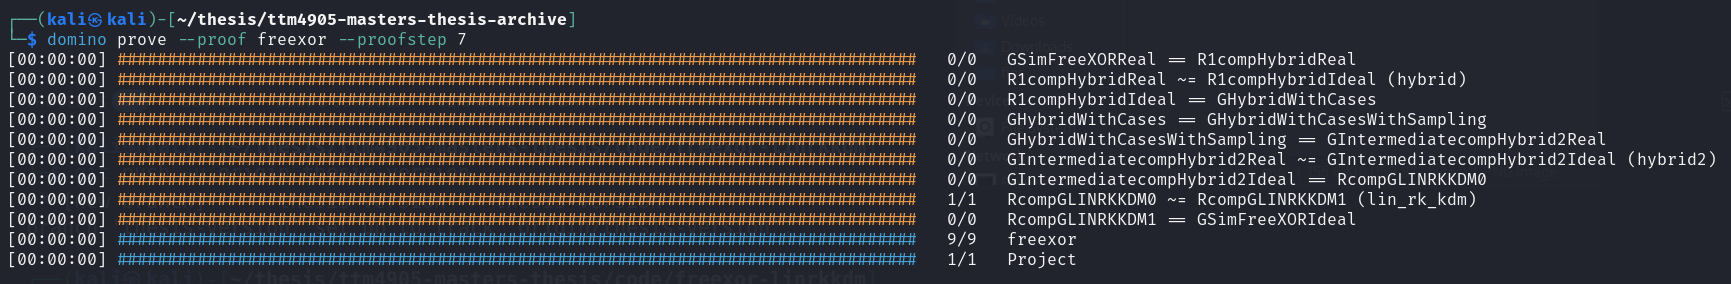 ┌──(kali㉿kali)-[~/thesis/ttm4905-masters-thesis-archive]
└─$ domino prove --proof freexor --proofstep 7
[00:00:00] ################################################################################   0/0   GSimFreeXORReal == R1compHybridReal
[00:00:00] ################################################################################   0/0   R1compHybridReal ~= R1compHybridIdeal (hybrid)
[00:00:00] ################################################################################   0/0   R1compHybridIdeal == GHybridWithCases
[00:00:00] ################################################################################   0/0   GHybridWithCases == GHybridWithCasesWithSampling
[00:00:00] ################################################################################   0/0   GHybridWithCasesWithSampling == GIntermediatecompHybrid2Real
[00:00:00] ################################################################################   0/0   GIntermediatecompHybrid2Real ~= GIntermediatecompHybrid2Ideal (hybrid2)
[00:00:00] ################################################################################   0/0   GIntermediatecompHybrid2Ideal == RcompGLINRKKDM0
[00:00:00] ################################################################################   1/1   RcompGLINRKKDM0 ~= RcompGLINRKKDM1 (lin_rk_kdm)
[00:00:00] ################################################################################   0/0   RcompGLINRKKDM1 == GSimFreeXORIdeal
[00:00:00] ################################################################################   9/9   freexor
[00:00:00] ################################################################################   1/1   Project